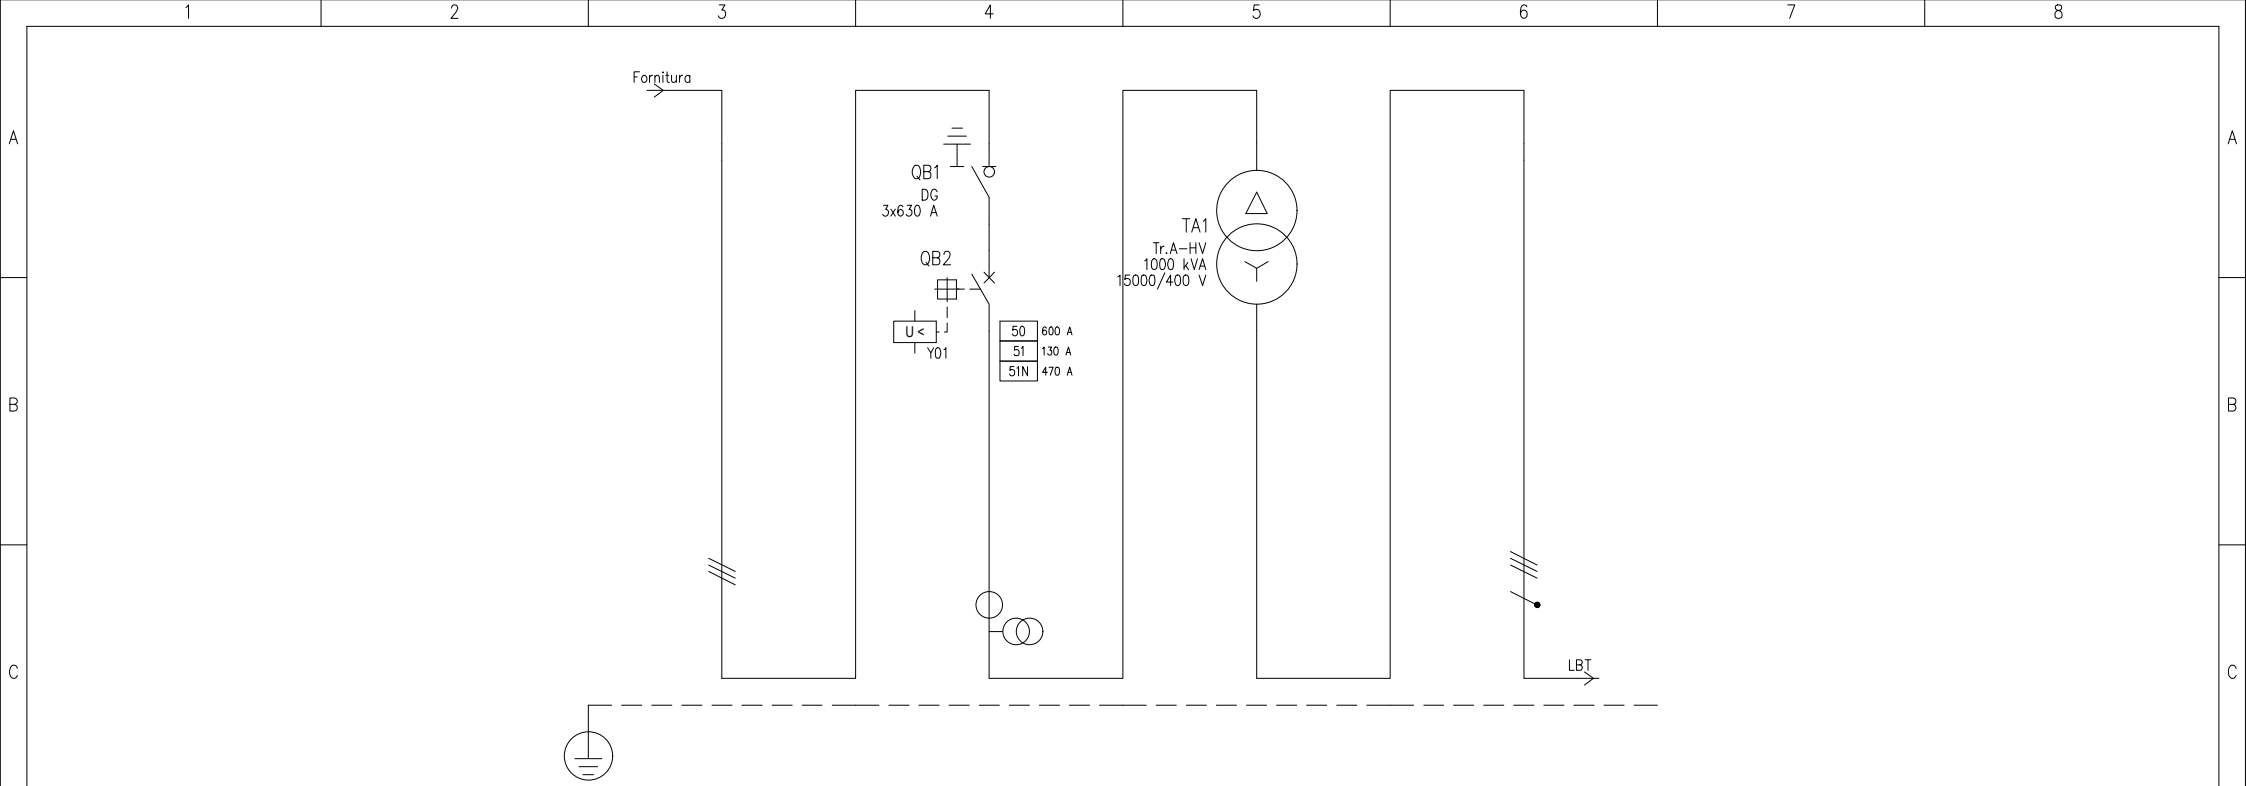 1 2 3 4 5 6 7 8
Fornitura
A A
QB1
DG
3x630 A
TA1
Tr.A-HV
1000 kVA
15000/400 V
QB2
U <
Y01
50 600 A
51 130 A
51N 470 A
B B
LBT
C C